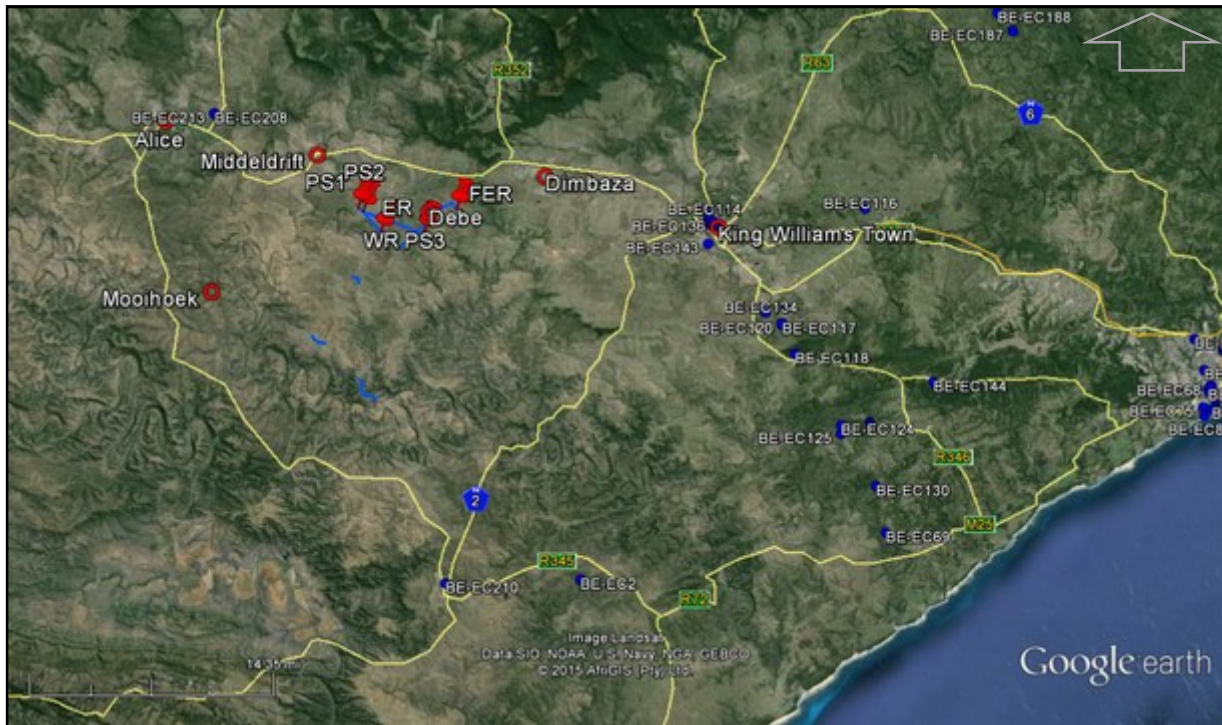 BE-EC188
BE-EC187
R63
R352
N
6
BE-EC213
BE-EC208
Alice
Middeldrift
PS1
PS2
FER
Dimbaza
ER
Debe
WR
PS3
BE-EC116
BE-EC114
BE-EC136
King Williams Town
BE-EC143
Mooihoek
BE-EC134
BE-EC120
BE-EC117
BE-EC118
BE-EC144
BE-EC68
BE-EC125
BE-EC124
R346
BE-EC130
N
2
M25
BE-EC69
R345
BE-EC210
BE-EC2
R72
Image Landsat
Data SIO, NOAA, U.S. Navy, NGA, GEBCO
© 2015 AfriGIS (Pty) Ltd.
14.35 mi
Google earth